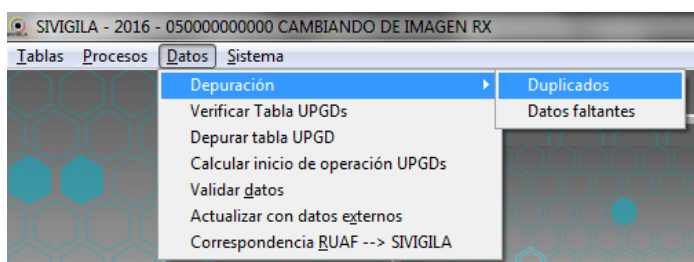 SIVIGILA - 2016 - 050000000000 CAMBIANDO DE IMAGEN RX
Tablas Procesos Datos Sistema
Depuración Duplicados
Verificar Tabla UPGDs Datos faltantes
Depurar tabla UPGD
Calcular inicio de operación UPGDs
Validar datos
Actualizar con datos externos
Correspondencia RUAF --> SIVIGILA